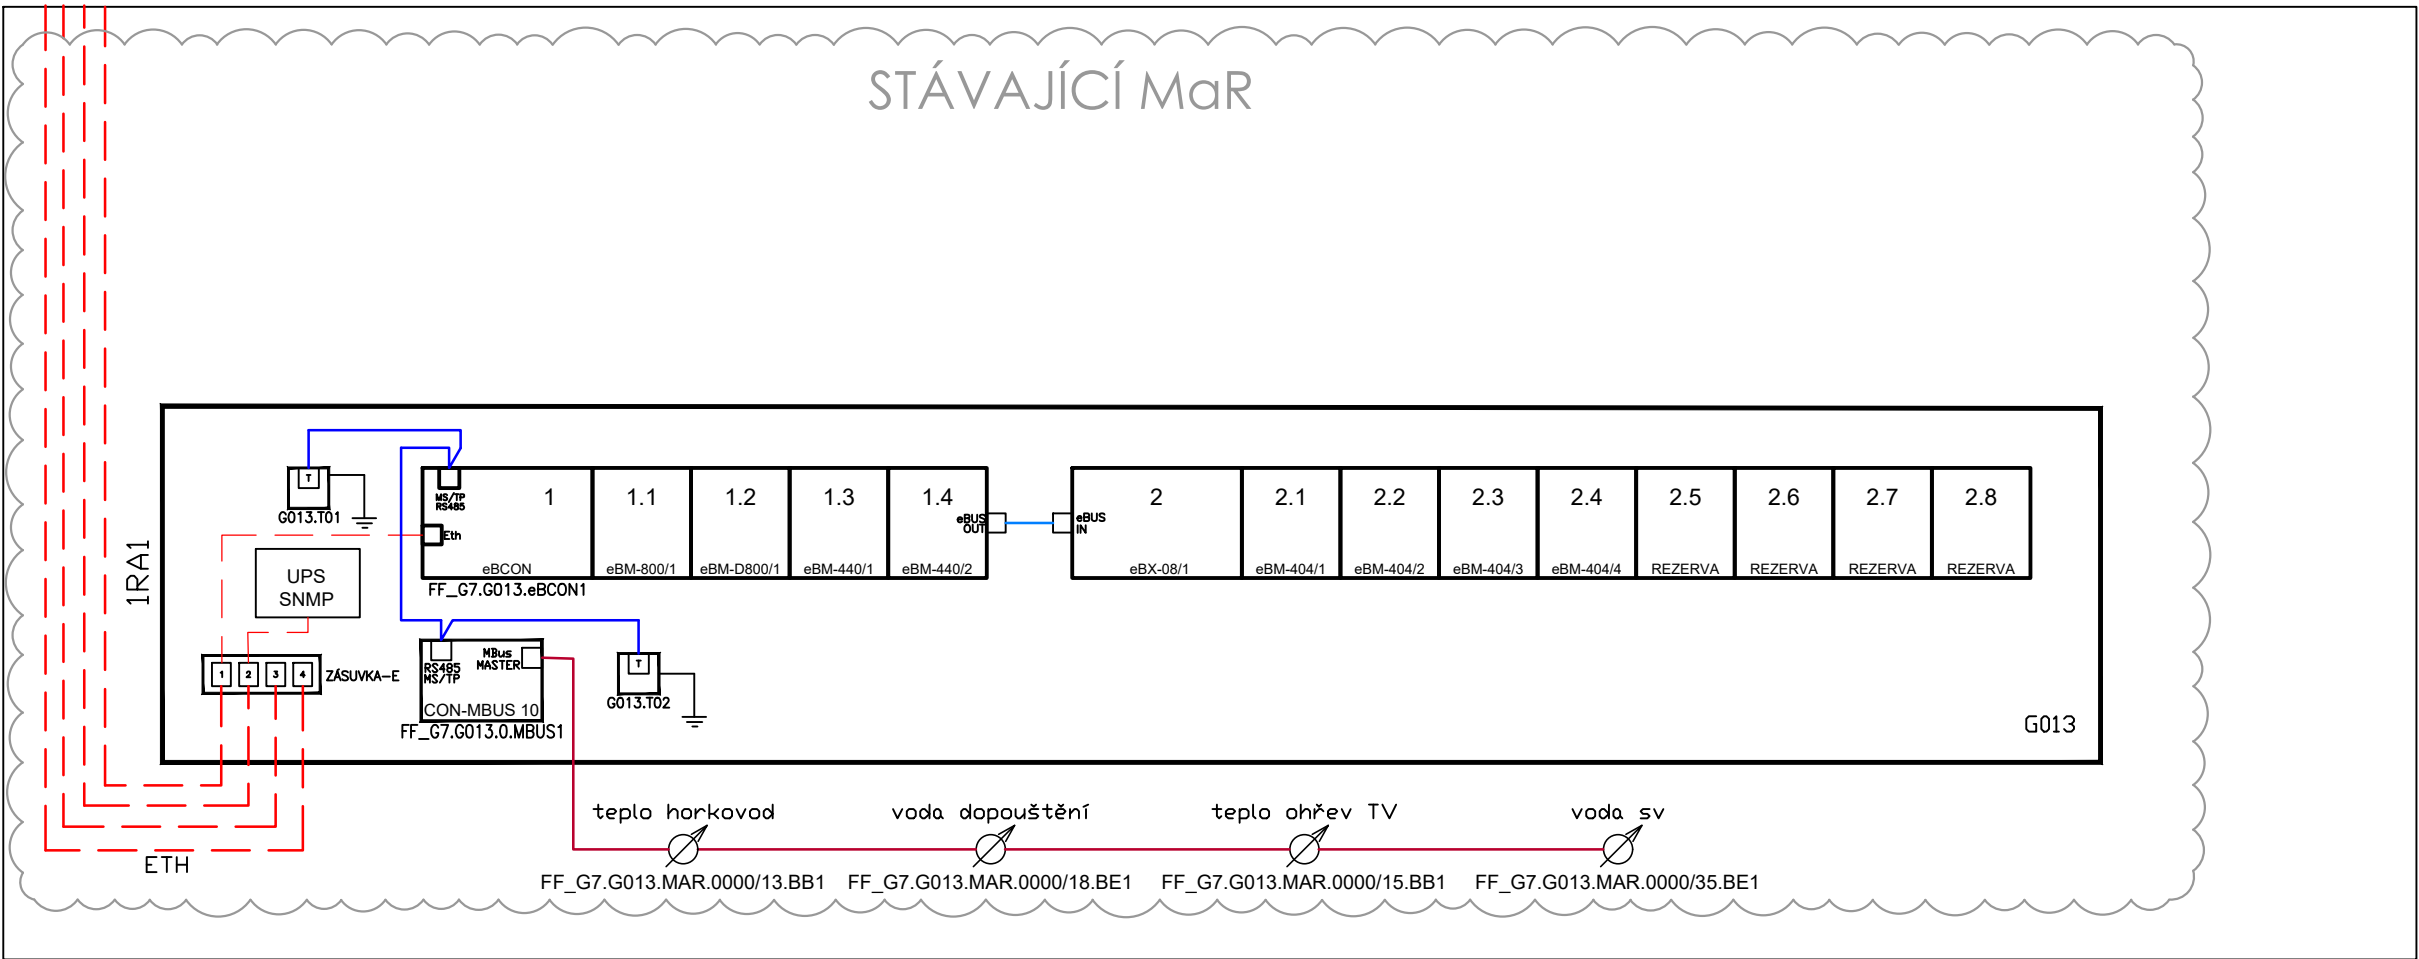 STÁVAJÍCÍ MaR
1RA1
T
G013.T01
MS/TP
RS485
Eth
1
eBCON
1.1
eBM-800/1
1.2
eBM-D800/1
1.3
eBM-440/1
1.4
eBM-440/2
eBUS
OUT
FF_G7.G013.eBCON1
eBUS
IN
2
eBX-08/1
2.1
eBM-404/1
2.2
eBM-404/2
2.3
eBM-404/3
2.4
eBM-404/4
2.5
REZERVA
2.6
REZERVA
2.7
REZERVA
2.8
REZERVA
UPS
SNMP
1 2 3 4
ZÁSUVKA-E
RS485
MS/TP
MBus
MASTER
CON-MBUS 10
FF_G7.G013.0.MBUS1
T
G013.T02
G013
ETH
teplo horkovod
FF_G7.G013.MAR.0000/13.BB1
voda dopouštění
FF_G7.G013.MAR.0000/18.BE1
teplo ohřev TV
FF_G7.G013.MAR.0000/15.BB1
voda sv
FF_G7.G013.MAR.0000/35.BE1